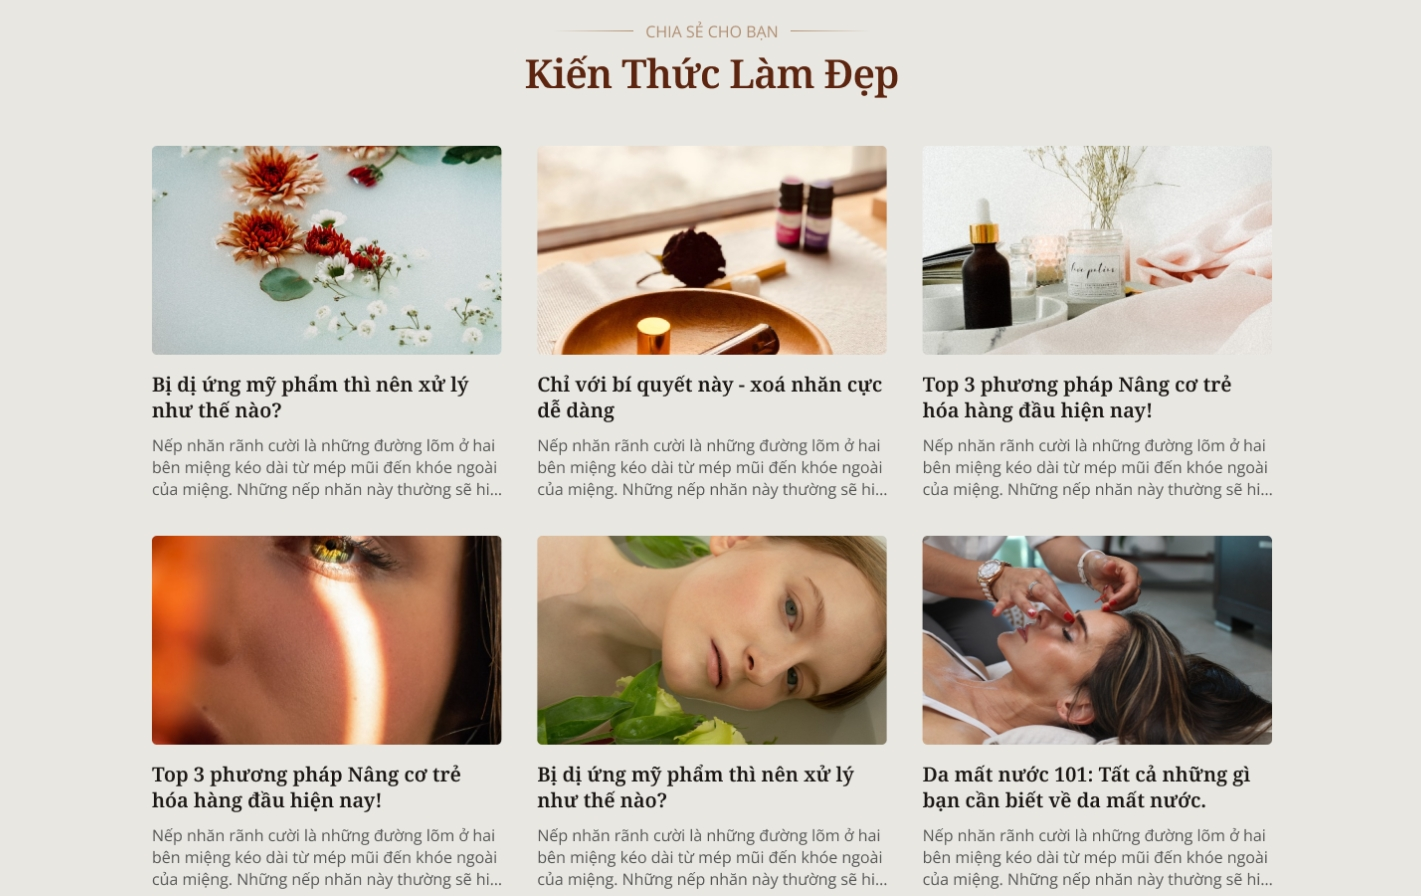 CHIA SẺ CHO BẠN
Kiến Thức Làm Đẹp
Bị dị ứng mỹ phẩm thì nên xử lý
như thế nào?
Nếp nhăn rãnh cười là những đường lõm ở hai
bên miệng kéo dài từ mép mũi đến khóe ngoài
của miệng. Những nếp nhăn này thường sẽ hi...
Chỉ với bí quyết này - xoá nhăn cực
dễ dàng
Nếp nhăn rãnh cười là những đường lõm ở hai
bên miệng kéo dài từ mép mũi đến khóe ngoài
của miệng. Những nếp nhăn này thường sẽ hi...
love potion
Top 3 phương pháp Nâng cơ trẻ
hóa hàng đầu hiện nay!
Nếp nhăn rãnh cười là những đường lõm ở hai
bên miệng kéo dài từ mép mũi đến khóe ngoài
của miệng. Những nếp nhăn này thường sẽ hi...
Top 3 phương pháp Nâng cơ trẻ
hóa hàng đầu hiện nay!
Nếp nhăn rãnh cười là những đường lõm ở hai
bên miệng kéo dài từ mép mũi đến khóe ngoài
của miệng. Những nếp nhăn này thường sẽ hi...
Bị dị ứng mỹ phẩm thì nên xử lý
như thế nào?
Nếp nhăn rãnh cười là những đường lõm ở hai
bên miệng kéo dài từ mép mũi đến khóe ngoài
của miệng. Những nếp nhăn này thường sẽ hi...
Da mất nước 101: Tất cả những gì
bạn cần biết về da mất nước.
Nếp nhăn rãnh cười là những đường lõm ở hai
bên miệng kéo dài từ mép mũi đến khóe ngoài
của miệng. Những nếp nhăn này thường sẽ hi...